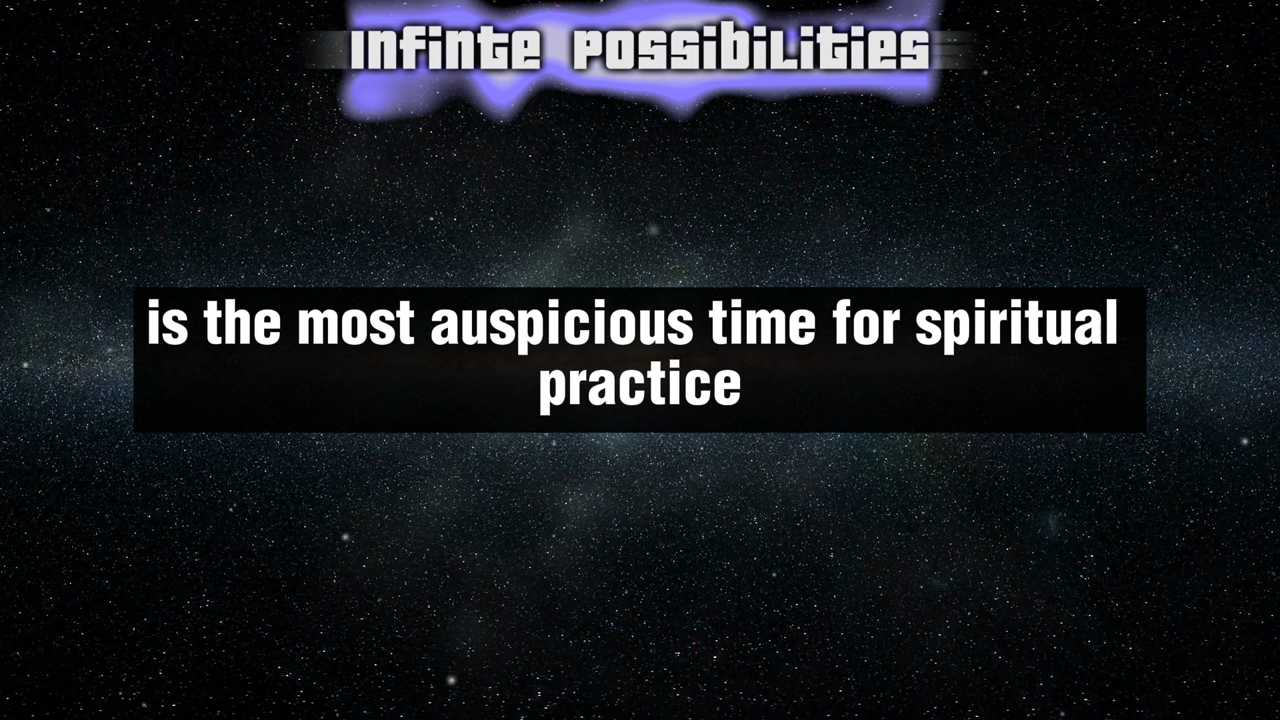 Infinte Possibilities
is the most auspicious time for spiritual
practice